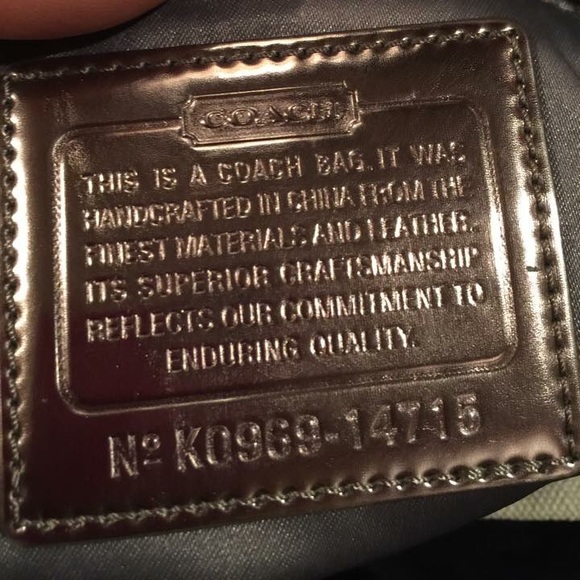 COACH
THIS IS A COACH BAG. IT WAS
HANDCRAFTED IN CHINA FROM THE
FINEST MATERIALS AND LEATHER.
ITS SUPERIOR CRAFTSMANSHIP
REFLECTS OUR COMMITMENT TO
ENDURING QUALITY.
Nº K0969-14715